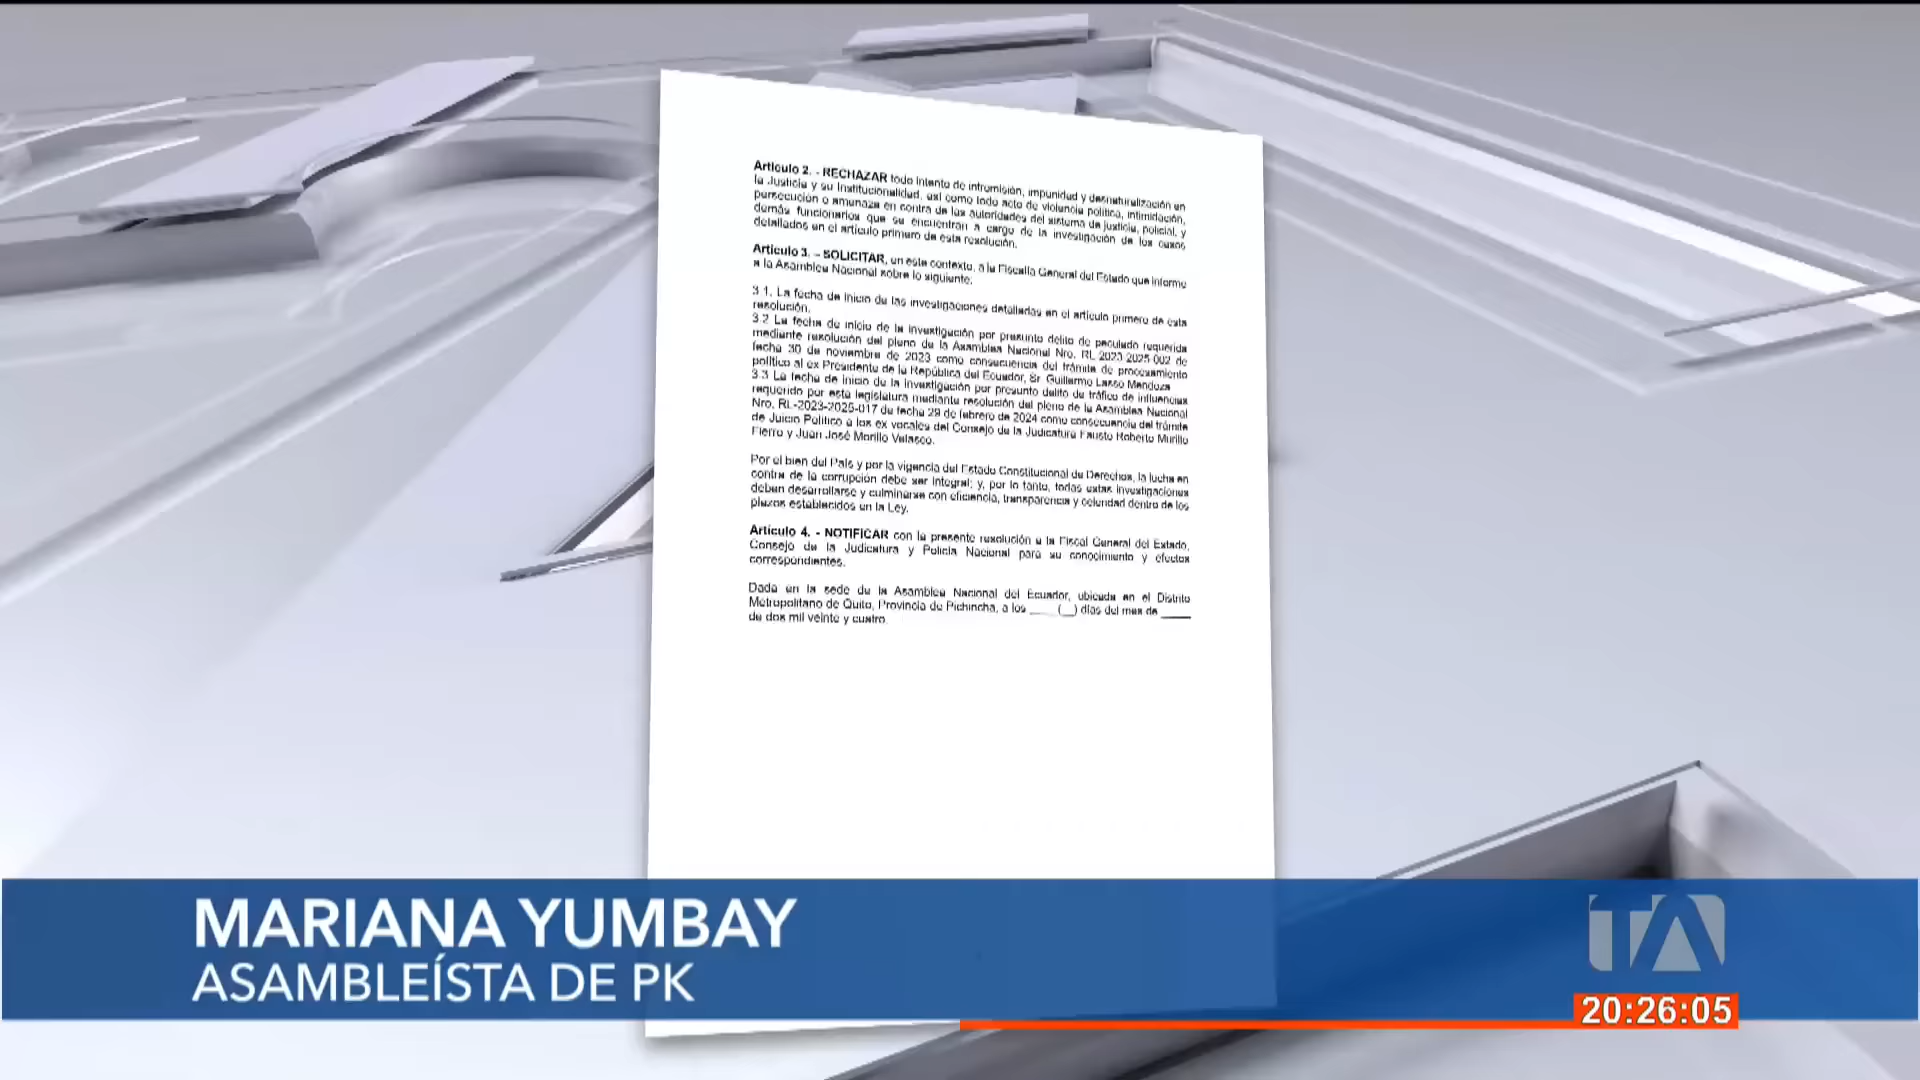 Artículo 2. - RECHAZAR todo intento de intromisión, impunidad y desnaturalización en
la Justicia y su Institucionalidad, así como todo acto de violencia política, intimidación,
persecución o amenaza en contra de las autoridades del sistema de justicia, policial, y
demás funcionarios que se encuentran a cargo de la investigación de los casos
detallados en el artículo primero de esta resolución.
Artículo 3. – SOLICITAR, en este contexto, a la Fiscalía General del Estado que informe
a la Asamblea Nacional sobre lo siguiente:
3.1. La fecha de inicio de las investigaciones detalladas en el artículo primero de esta
resolución.
3.2 La fecha de inicio de la investigación por presunto delito de peculado requerida
mediante resolución del pleno de la Asamblea Nacional Nro. RL-2023-2025-002 de
fecha 30 de noviembre de 2023 como consecuencia del trámite de procesamiento
político al ex Presidente de la República del Ecuador, Sr. Guillermo Lasso Mendoza
3.3 La fecha de inicio de la investigación por presunto delito de tráfico de influencias
requerido por esta legislatura mediante resolución del pleno de la Asamblea Nacional
Nro. RL-2023-2025-017 de fecha 29 de febrero de 2024 como consecuencia del trámite
de Juicio Político a los ex vocales del Consejo de la Judicatura Fausto Roberto Murillo
Fierro y Juan José Morillo Velasco.
Por el bien del País y por la vigencia del Estado Constitucional de Derechos, la lucha en
contra de la corrupción debe ser integral; y, por lo tanto, todas estas investigaciones
deben desarrollarse y culminarse con eficiencia, transparencia y celeridad dentro de los
plazos establecidos en la Ley.
Artículo 4. - NOTIFICAR con la presente resolución a la Fiscal General del Estado,
Consejo de la Judicatura y Policía Nacional para su conocimiento y efectos
correspondientes.
Dada en la sede de la Asamblea Nacional del Ecuador, ubicada en el Distrito
Metropolitano de Quito, Provincia de Pichincha, a los ____ (__) días del mes de ____
de dos mil veinte y cuatro.
MARIANA YUMBAY
ASAMBLEÍSTA DE PK
TA
20:26:05